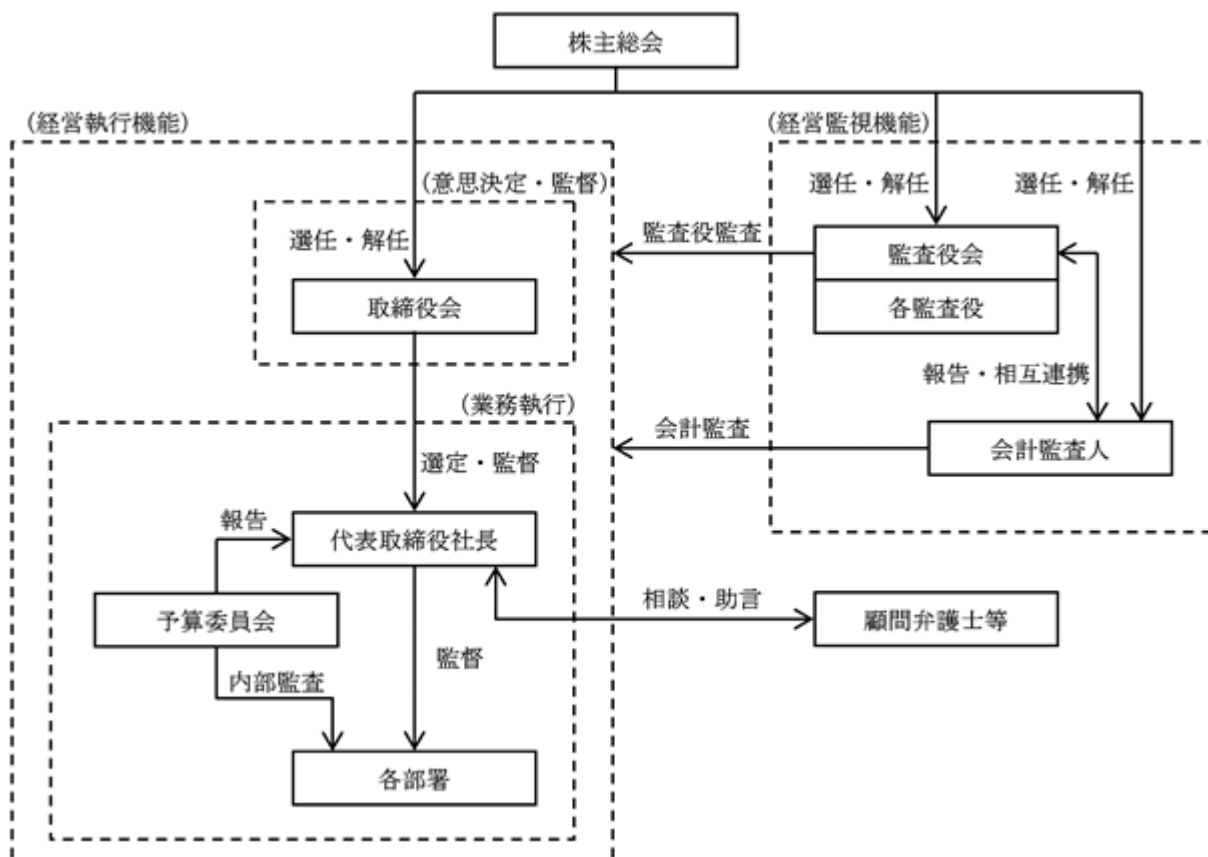 株主総会
(経営執行機能)
(経営監視機能)
(意思決定・監督)
選任・解任
選任・解任
選任・解任
監査役監査
監査役会
取締役会
各監査役
報告・相互連携
(業務執行)
会計監査
会計監査人
選定・監督
報告
代表取締役社長
相談・助言
予算委員会
顧問弁護士等
監督
内部監査
各部署